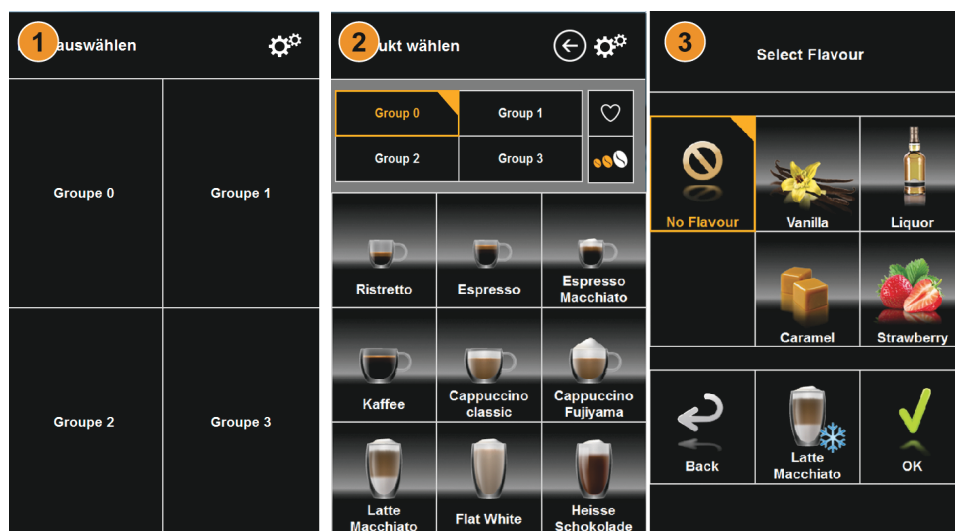 1
auswählen
Groupe 0
Groupe 1
Groupe 2
Groupe 3
2
ukt wählen
Group 0
Group 1
Group 2
Group 3
Ristretto
Espresso
Espresso
Macchiato
Kaffee
Cappuccino
classic
Cappuccino
Fujiyama
Latte
Macchiato
Flat White
Heisse
Schokolade
3
Select Flavour
No Flavour
Vanilla
Liquor
Caramel
Strawberry
Back
Latte
Macchiato
OK